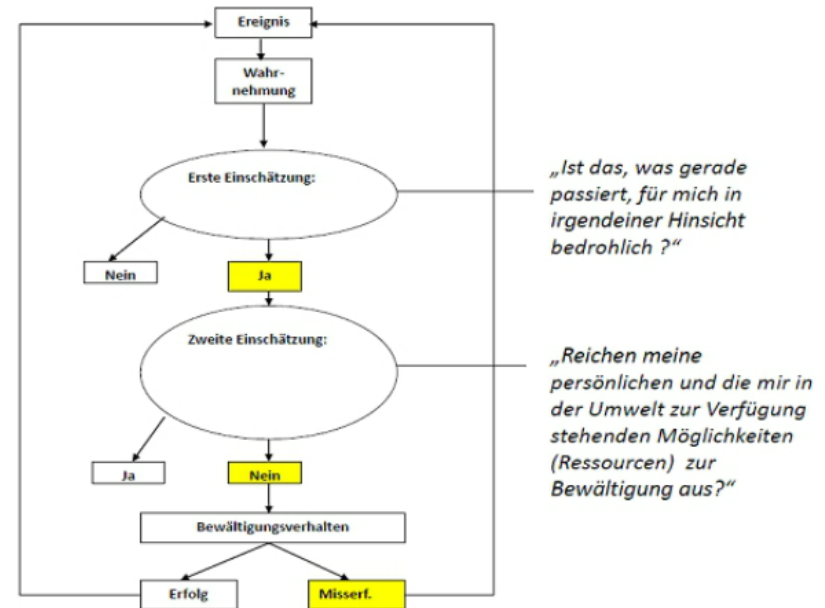 Ereignis
Wahr-
nehmung
Erste Einschätzung:
„Ist das, was gerade
passiert, für mich in
irgendeiner Hinsicht
bedrohlich ?“
Nein
Ja
Zweite Einschätzung:
„Reichen meine
persönlichen und die mir in
der Umwelt zur Verfügung
stehenden Möglichkeiten
(Ressourcen) zur
Bewältigung aus?“
Ja
Nein
Bewältigungsverhalten
Erfolg
Misserf.